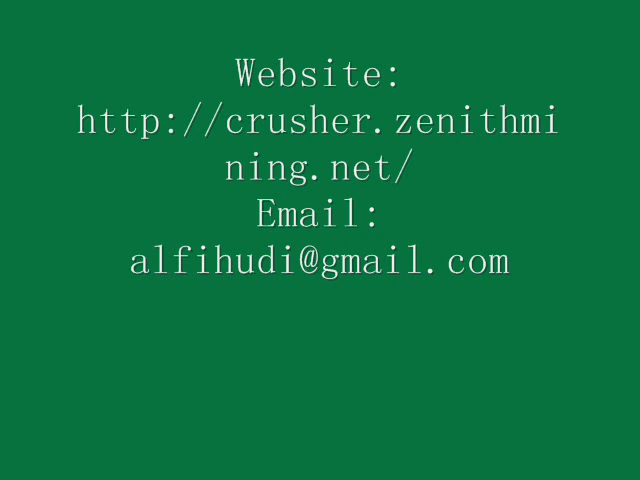 Website:
http://crusher.zenithmi
ning.net/
Email:
alfihudi@gmail.com